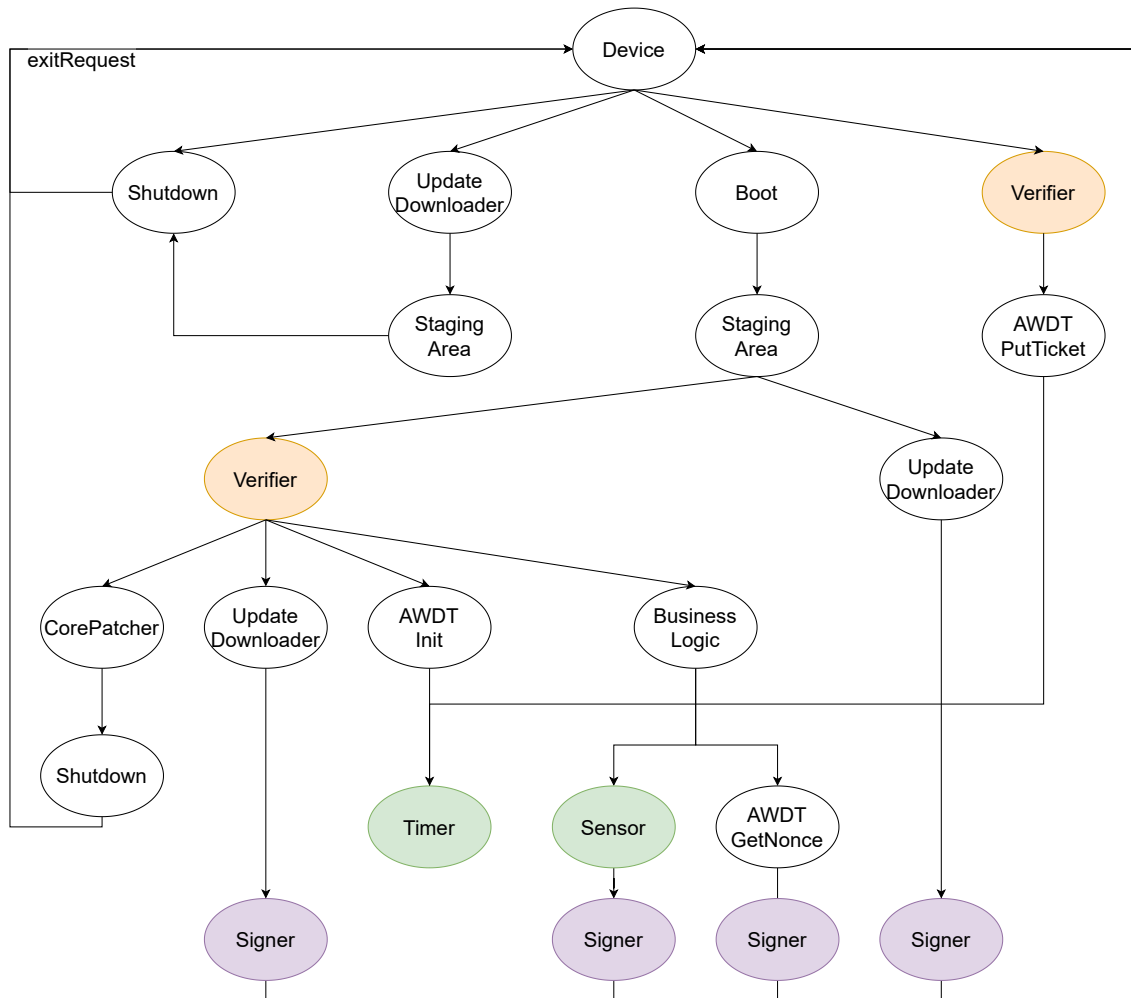 Device
exitRequest
Shutdown
Update
Downloader
Boot
Verifier
Staging
Area
Staging
Area
AWDT
PutTicket
Verifier
Update
Downloader
CorePatcher
Update
Downloader
AWDT
Init
Business
Logic
Shutdown
Timer
Sensor
AWDT
GetNonce
Signer
Signer
Signer
Signer